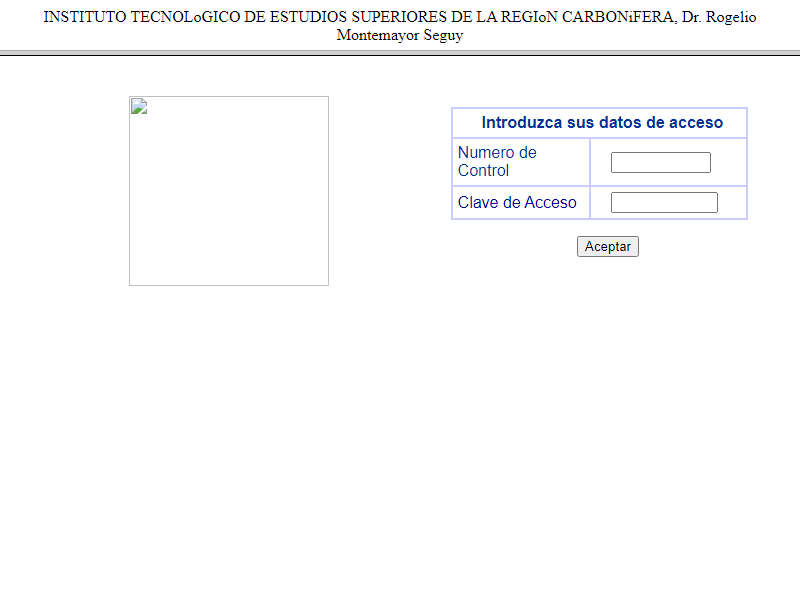 INSTITUTO TECNOLoGICO DE ESTUDIOS SUPERIORES DE LA REGIoN CARBONiFERA, Dr. Rogelio
Montemayor Seguy
Introduzca sus datos de acceso
Numero de
Control
Clave de Acceso
Aceptar